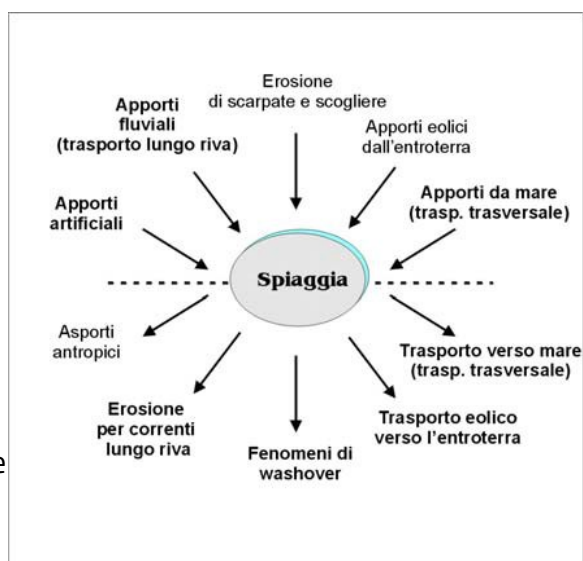 Erosione
di scarpate e scogliere
Apporti
fluviali
(trasporto lungo riva)
Apporti eolici
dall'entroterra
Apporti
artificiali
Apporti da mare
(trasp. trasversale)
Spiaggia
Asporti
antropici
Trasporto verso mare
(trasp. trasversale)
Erosione
per correnti
lungo riva
Fenomeni di
washover
Trasporto eolico
verso l'entroterra
e